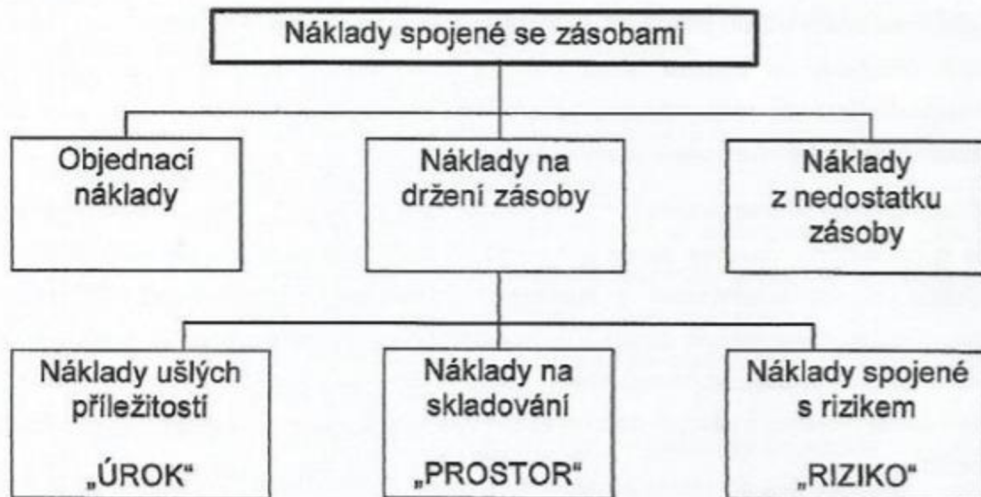 Náklady spojené se zásobami
Objednací
náklady
Náklady na
držení zásoby
Náklady
z nedostatku
zásoby
Náklady ušlých
příležitostí
„ÚROK“
Náklady na
skladování
„PROSTOR“
Náklady spojené
s rizikem
„RIZIKO“